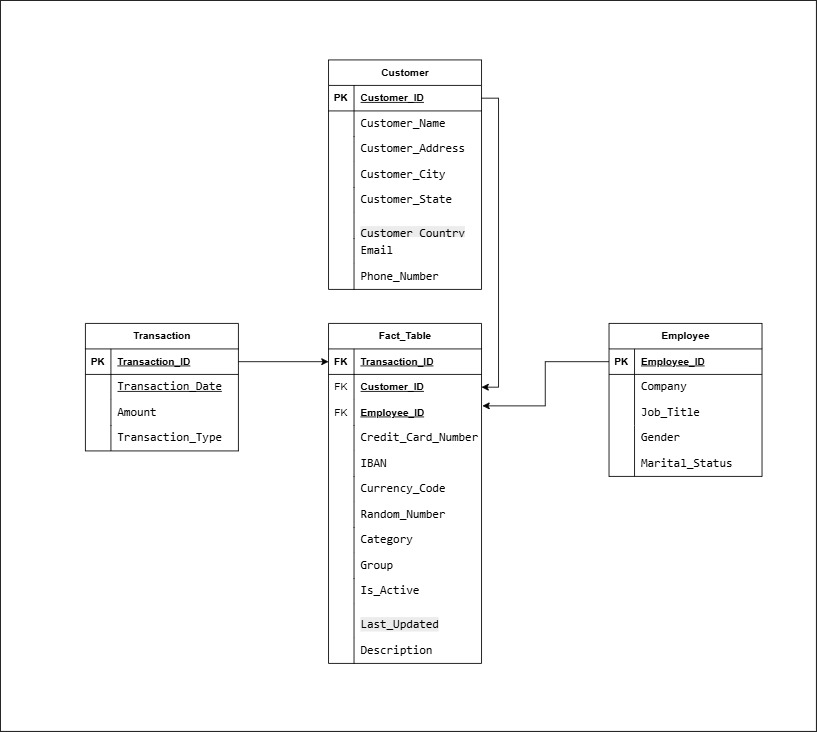 Customer
PK Customer_ID
Customer_Name
Customer_Address
Customer_City
Customer_State
Customer_Country
Email
Phone_Number
Transaction
PK Transaction_ID
Transaction_Date
Amount
Transaction_Type
Fact_Table
FK Transaction_ID
FK Customer_ID
FK Employee_ID
Credit_Card_Number
IBAN
Currency_Code
Random_Number
Category
Group
Is_Active
Last_Updated
Description
Employee
PK Employee_ID
Company
Job_Title
Gender
Marital_Status